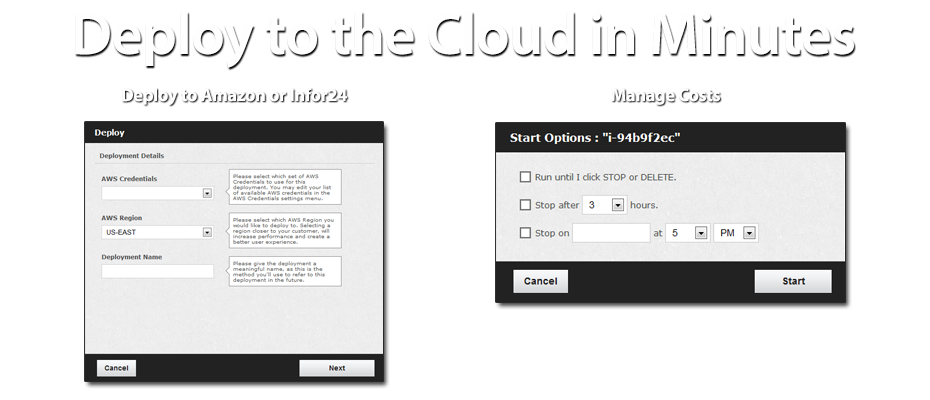 Deploy to the Cloud in Minutes
Deploy to Amazon or Infor24
Deploy
Deployment Details
AWS Credentials
Please select which set of AWS
Credentials to use for this
deployment. You may edit your list
of available AWS credentials in the
AWS Credentials settings menu.
AWS Region
US-EAST
Please select which AWS Region you
would like to deploy to. Selecting a
region closer to your customer, will
increase performance and create a
better user experience.
Deployment Name
Please give the deployment a
meaningful name, as this is the
method you'll use to refer to this
deployment in the future.
Cancel
Next
Manage Costs
Start Options : "i-94b9f2ec"
Run until I click STOP or DELETE.
Stop after 3 hours.
Stop on at 5 PM
Cancel
Start